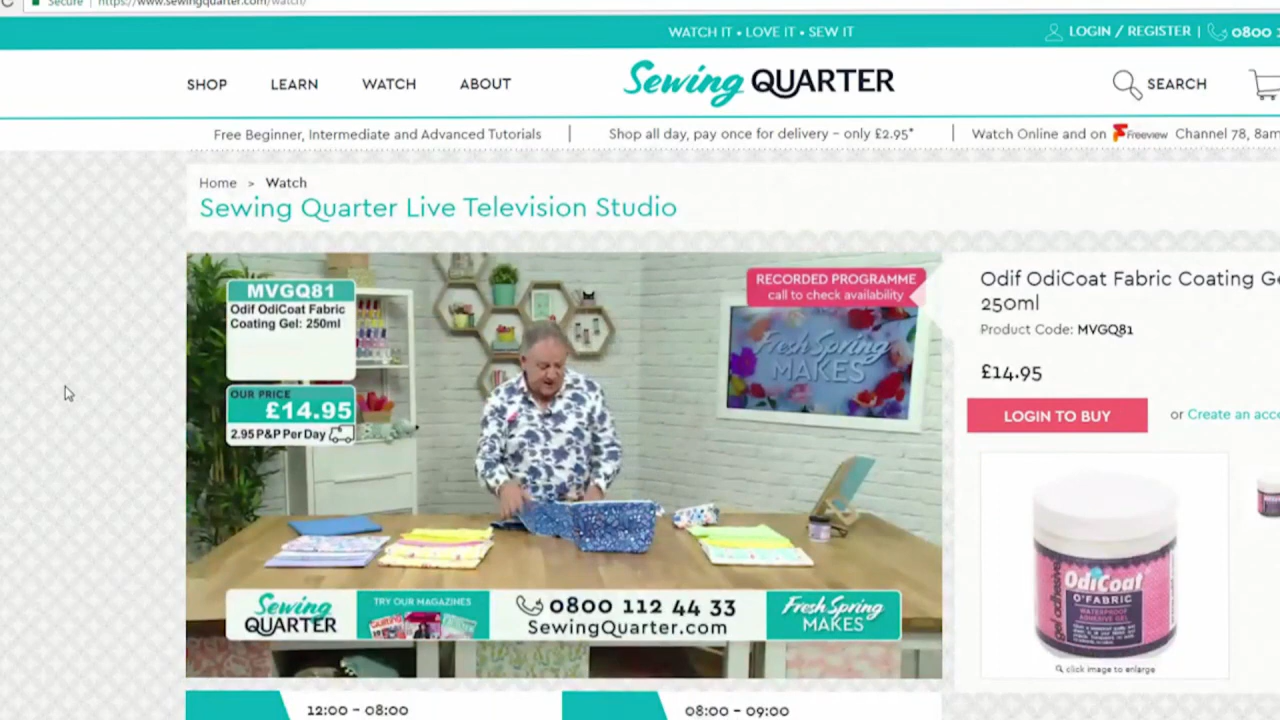 Secure | https://www.sewingquarter.com/watch/
WATCH IT • LOVE IT • SEW IT
LOGIN / REGISTER | 0800
SHOP LEARN WATCH ABOUT
Sewing QUARTER
SEARCH
Free Beginner, Intermediate and Advanced Tutorials | Shop all day, pay once for delivery – only £2.95* | Watch Online and on Freeview Channel 78, 8am
Home > Watch
Sewing Quarter Live Television Studio
MVGQ81
Odif OdiCoat Fabric
Coating Gel: 250ml
OUR PRICE
£14.95
2.95 P&P Per Day
RECORDED PROGRAMME
call to check availability
Fresh Spring
MAKES
Sewing
QUARTER
TRY OUR MAGAZINES
0800 112 44 33
SewingQuarter.com
Fresh Spring
MAKES
Odif OdiCoat Fabric Coating
250ml
Product Code: MVGQ81
£14.95
LOGIN TO BUY
or Create an
OdiCoat
O'FABRIC
WATERPROOF
ADHESIVE GEL
gel adhesive
click image to enlarge
12:00 – 08:00
08:00 – 09:00